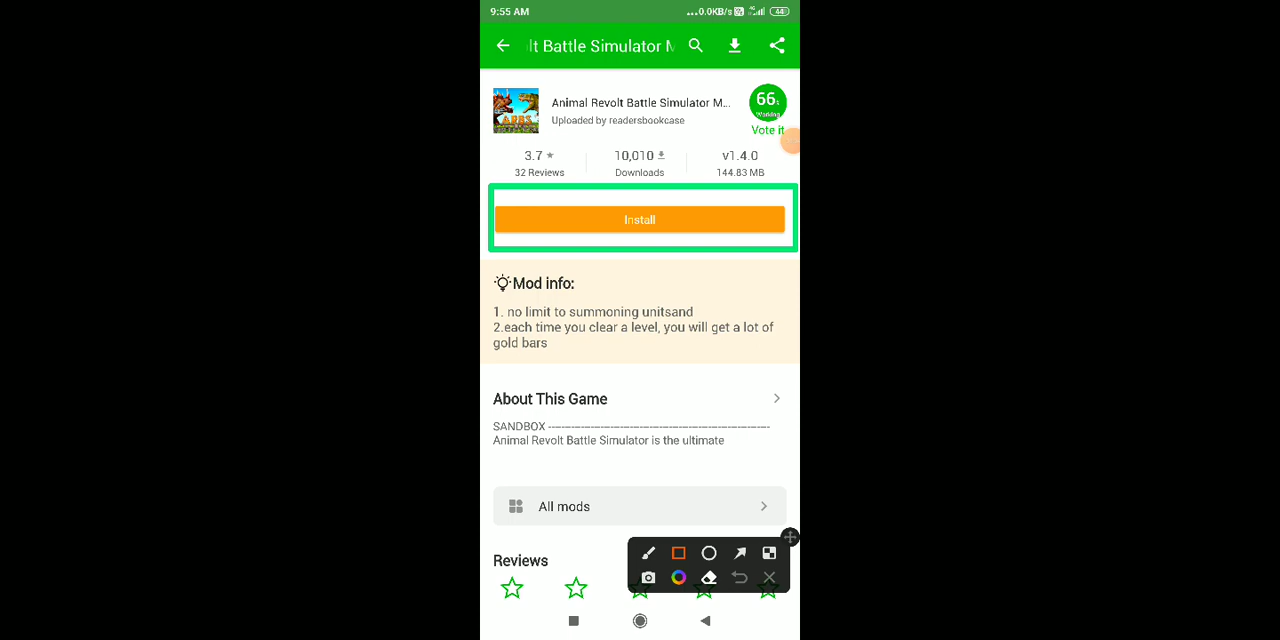 9:55 AM
...0.0KB/s 4G 44
lt Battle Simulator M
Animal Revolt Battle Simulator M...
Uploaded by readersbookcase
66%
Working
Vote it
3.7 ★
10,010
v1.4.0
32 Reviews
Downloads
144.83 MB
Install
Mod info:
1. no limit to summoning unitsand
2.each time you clear a level, you will get a lot of
gold bars
About This Game
SANDBOX -----------------------------------------------------------------
Animal Revolt Battle Simulator is the ultimate
All mods
Reviews